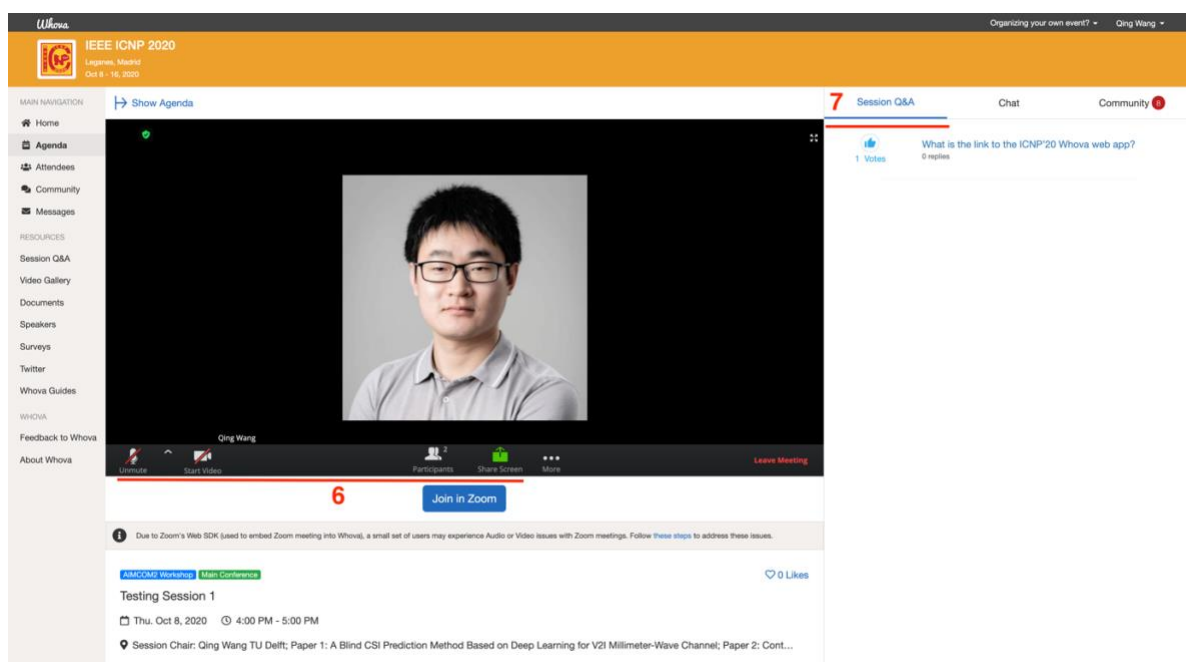 Whova
Organizing your own event?
Qing Wang
IEEE ICNP 2020
Leganes, Madrid
Oct 8 - 16, 2020
MAIN NAVIGATION
Home
Agenda
Attendees
Community
Messages
RESOURCES
Session Q&A
Video Gallery
Documents
Speakers
Surveys
Twitter
Whova Guides
WHOVA
Feedback to Whova
About Whova
Show Agenda
Qing Wang
Unmute
Start Video
2
Participants
Share Screen
More
Leave Meeting
6
Join in Zoom
Due to Zoom's Web SDK (used to embed Zoom meeting into Whova), a small set of users may experience Audio or Video issues with Zoom meetings. Follow these steps to address these issues.
AIMCOM2 Workshop Main Conference
0 Likes
Testing Session 1
Thu. Oct 8, 2020 4:00 PM - 5:00 PM
Session Chair: Qing Wang TU Delft; Paper 1: A Blind CSI Prediction Method Based on Deep Learning for V2I Millimeter-Wave Channel; Paper 2: Cont...
7 Session Q&A Chat Community 8
What is the link to the ICNP'20 Whova web app?
1 Votes
0 replies